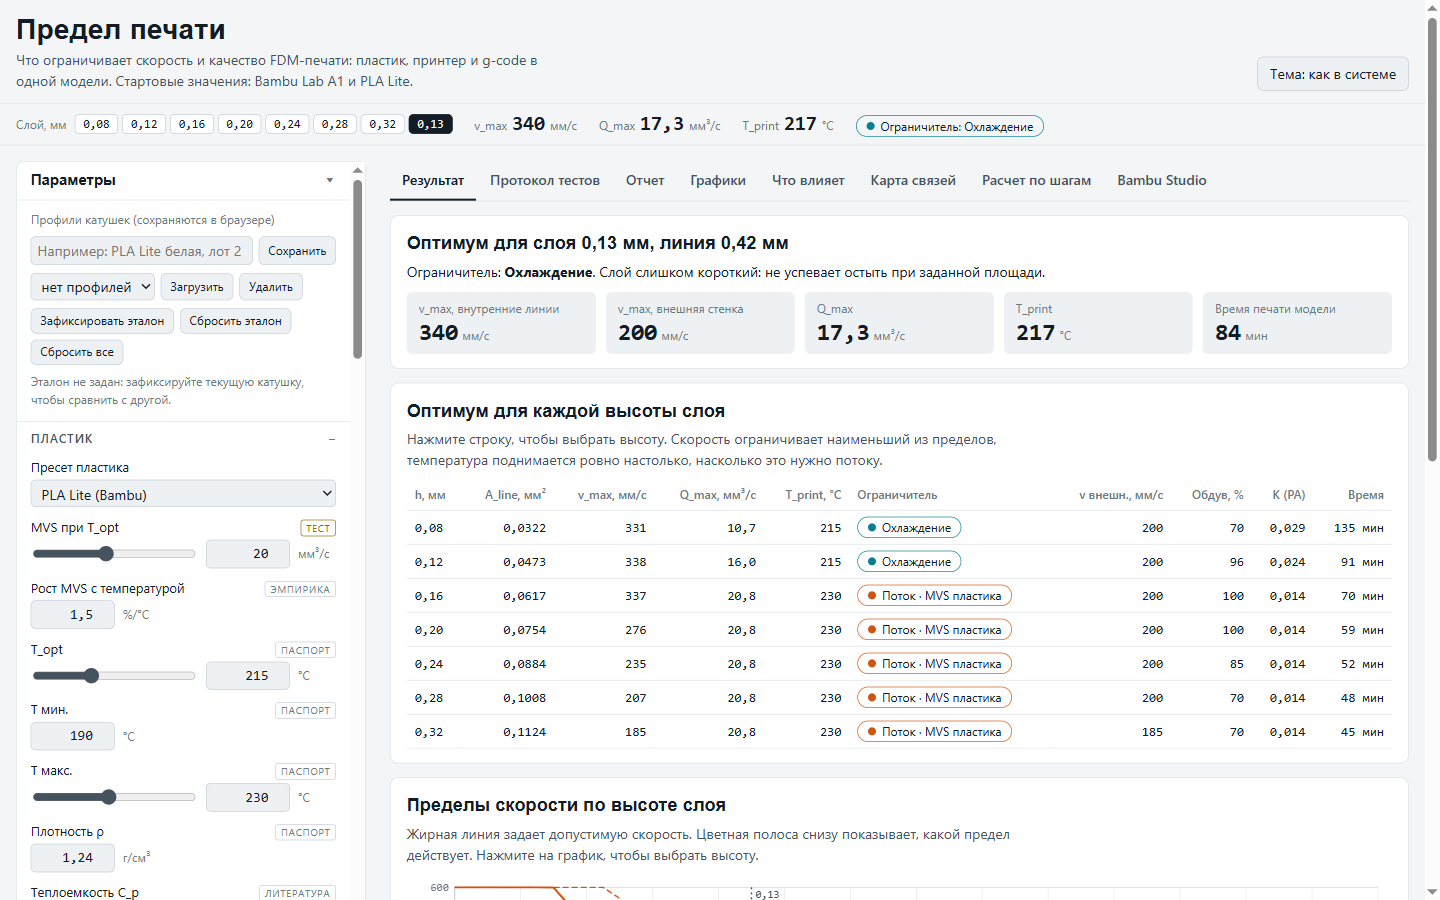 Предел печати
Что ограничивает скорость и качество FDM-печати: пластик, принтер и g-code в
одной модели. Стартовые значения: Bambu Lab A1 и PLA Lite.
Тема: как в системе
Слой, мм 0,08 0,12 0,16 0,20 0,24 0,28 0,32 0,13 v_max 340 мм/с Q_max 17,3 мм³/с T_print 217 °C Ограничитель: Охлаждение
Параметры
Профили катушек (сохраняются в браузере)
Например: PLA Lite белая, лот 2 Сохранить
нет профилей Загрузить Удалить
Зафиксировать эталон Сбросить эталон
Сбросить все
Эталон не задан: зафиксируйте текущую катушку,
чтобы сравнить с другой.
ПЛАСТИК −
Пресет пластика
PLA Lite (Bambu)
MVS при T_opt ТЕСТ
20 мм³/с
Рост MVS с температурой ЭМПИРИКА
1,5 %/°C
T_opt ПАСПОРТ
215 °C
T мин. ПАСПОРТ
190 °C
T макс. ПАСПОРТ
230 °C
Плотность ρ ПАСПОРТ
1,24 г/см³
Теплоемкость C_p ЛИТЕРАТУРА
Результат Протокол тестов Отчет Графики Что влияет Карта связей Расчет по шагам Bambu Studio
Оптимум для слоя 0,13 мм, линия 0,42 мм
Ограничитель: Охлаждение. Слой слишком короткий: не успевает остыть при заданной площади.
v_max, внутренние линии
340 мм/с
v_max, внешняя стенка
200 мм/с
Q_max
17,3 мм³/с
T_print
217 °C
Время печати модели
84 мин
Оптимум для каждой высоты слоя
Нажмите строку, чтобы выбрать высоту. Скорость ограничивает наименьший из пределов,
температура поднимается ровно настолько, насколько это нужно потоку.
h, мм A_line, мм² v_max, мм/с Q_max, мм³/с T_print, °C Ограничитель v внешн., мм/с Обдув, % K (PA) Время
0,08 0,0322 331 10,7 215 Охлаждение 200 70 0,029 135 мин
0,12 0,0473 338 16,0 215 Охлаждение 200 96 0,024 91 мин
0,16 0,0617 337 20,8 230 Поток · MVS пластика 200 100 0,014 70 мин
0,20 0,0754 276 20,8 230 Поток · MVS пластика 200 100 0,014 59 мин
0,24 0,0884 235 20,8 230 Поток · MVS пластика 200 85 0,014 52 мин
0,28 0,1008 207 20,8 230 Поток · MVS пластика 200 70 0,014 48 мин
0,32 0,1124 185 20,8 230 Поток · MVS пластика 185 70 0,014 45 мин
Пределы скорости по высоте слоя
Жирная линия задает допустимую скорость. Цветная полоса снизу показывает, какой предел
действует. Нажмите на график, чтобы выбрать высоту.
600
0,13